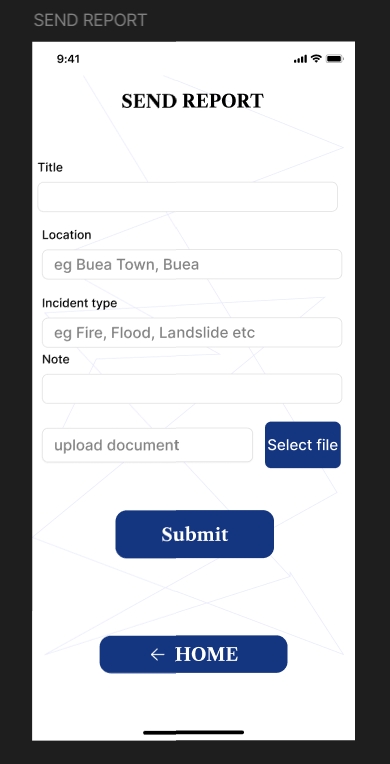 SEND REPORT
9:41
SEND REPORT
Title
Location
eg Buea Town, Buea
Incident type
eg Fire, Flood, Landslide etc
Note
upload document
Select file
Submit
← HOME